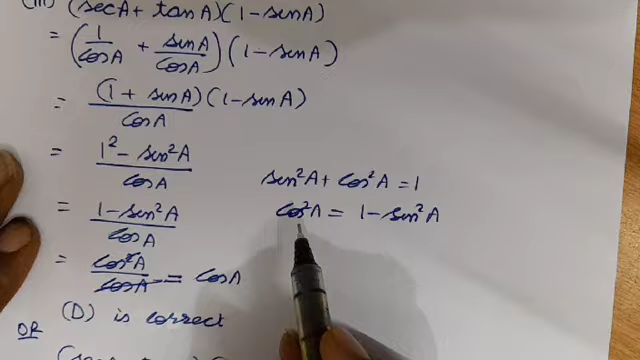 (iii) (secA + tanA)(1-sinA)
= (1/cosA + sinA/cosA)(1-sinA)
= (1 + sinA)(1-sinA)/cosA
= 1²-sin²A/cosA
sin²A + cos²A = 1
cos²A = 1-sin²A
= 1-sin²A/cosA
= cos²A/cosA = cosA
(D) is correct
OR